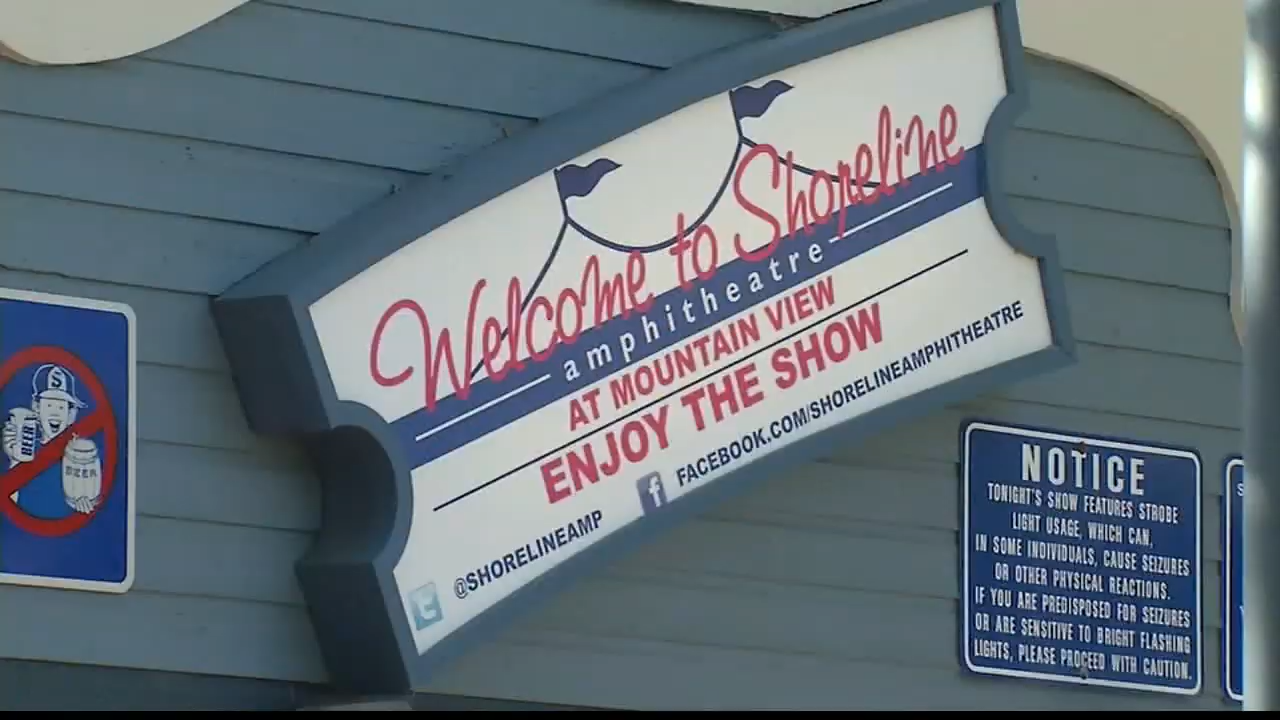 Welcome to Shoreline
amphitheatre
AT MOUNTAIN VIEW
ENJOY THE SHOW
@SHORELINEAMP
f FACEBOOK.COM/SHORELINEAMPHITHEATRE
S
BEER
BEER
NOTICE
TONIGHT'S SHOW FEATURES STROBE
LIGHT USAGE, WHICH CAN,
IN SOME INDIVIDUALS, CAUSE SEIZURES
OR OTHER PHYSICAL REACTIONS.
IF YOU ARE PREDISPOSED FOR SEIZURES
OR ARE SENSITIVE TO BRIGHT FLASHING
LIGHTS, PLEASE PROCEED WITH CAUTION.